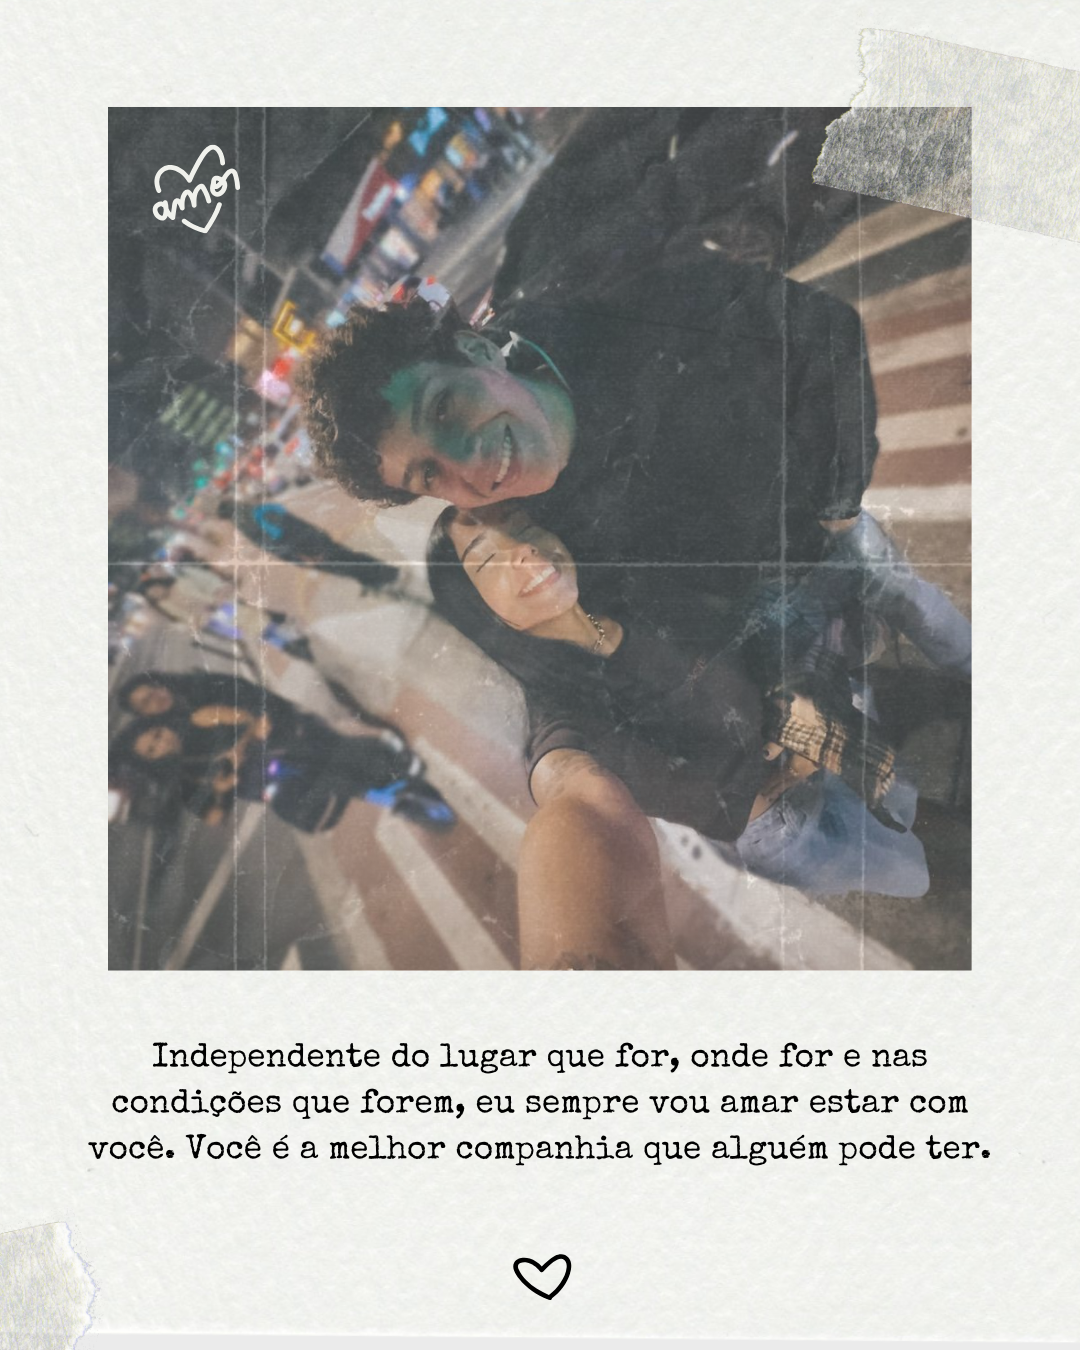 amor
Independente do lugar que for, onde for e nas
condições que forem, eu sempre vou amar estar com
você. Você é a melhor companhia que alguém pode ter.